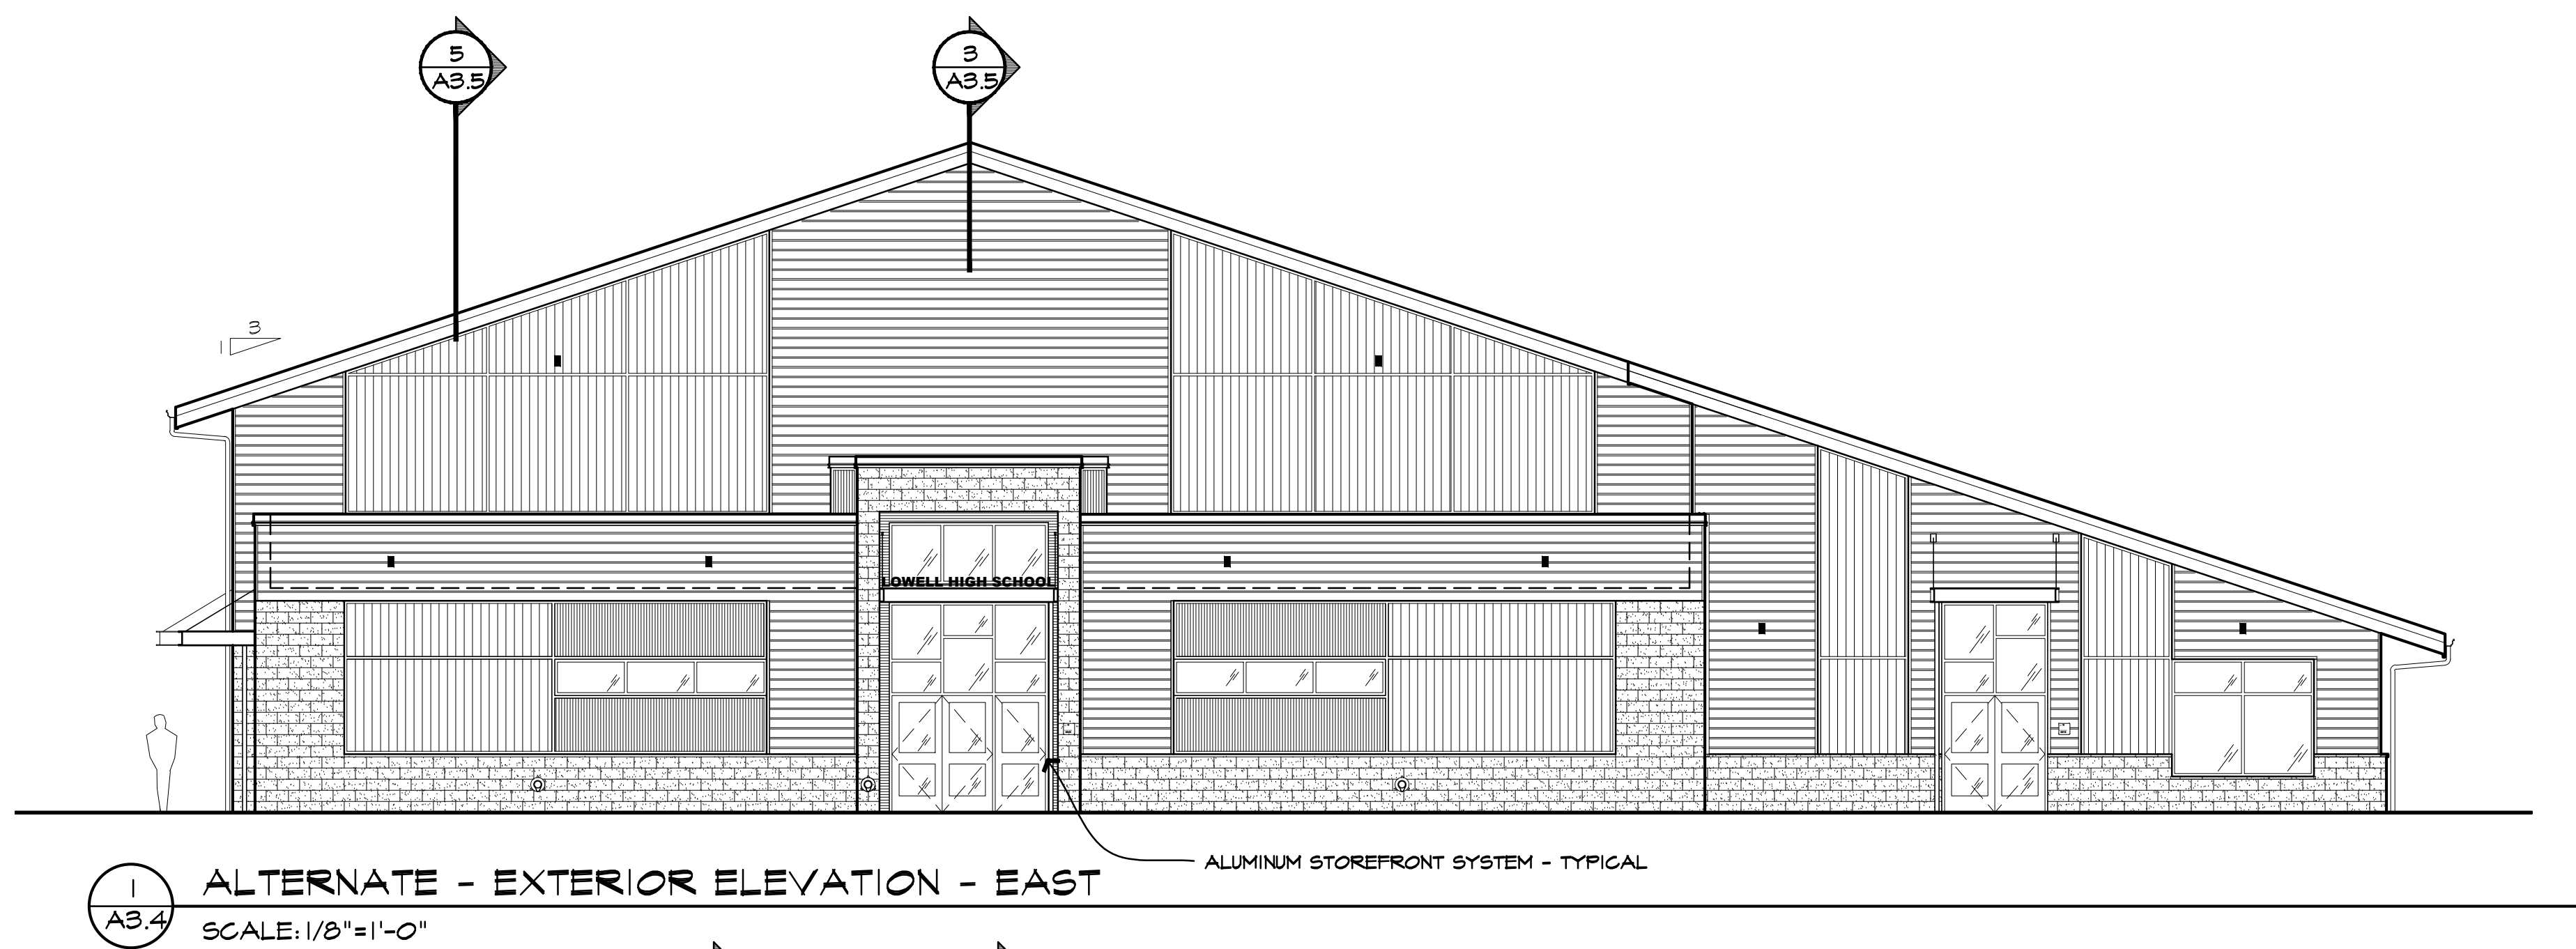 5
A3.5
3
A3.5
3
1
LOWELL HIGH SCHOOL
ALUMINUM STOREFRONT SYSTEM - TYPICAL
1
A3.4
ALTERNATE - EXTERIOR ELEVATION - EAST
SCALE: 1/8"=1'-0"